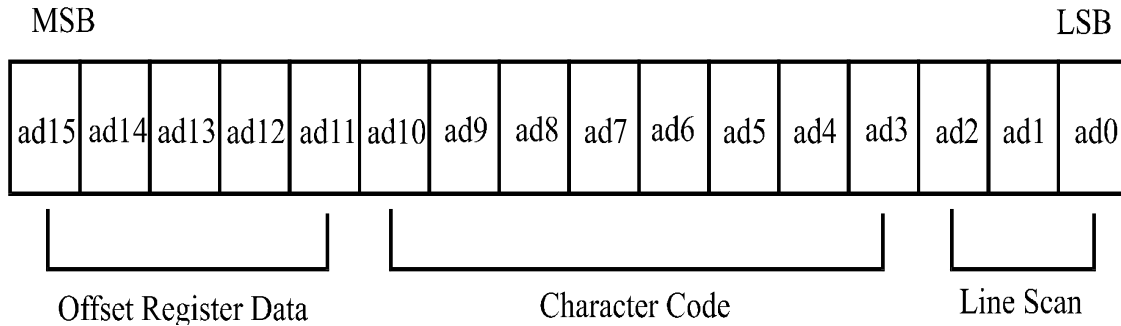 MSB LSB
ad15 ad14 ad13 ad12 ad11 ad10 ad9 ad8 ad7 ad6 ad5 ad4 ad3 ad2 ad1 ad0
Offset Register Data Character Code Line Scan